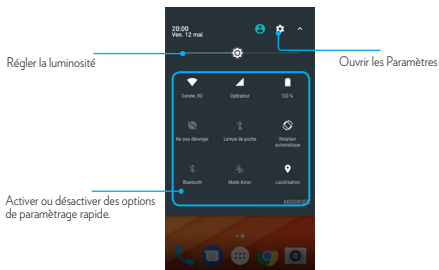 20:00
Ven. 12 mai
Régler la luminosité
Ouvrir les Paramètres
Opérateur
100 %
Ne pas déranger
Lampe de poche
Rotation
automatique
Bluetooth
Mode Avion
Localisation
Activer ou désactiver des options
de paramètrage rapide.